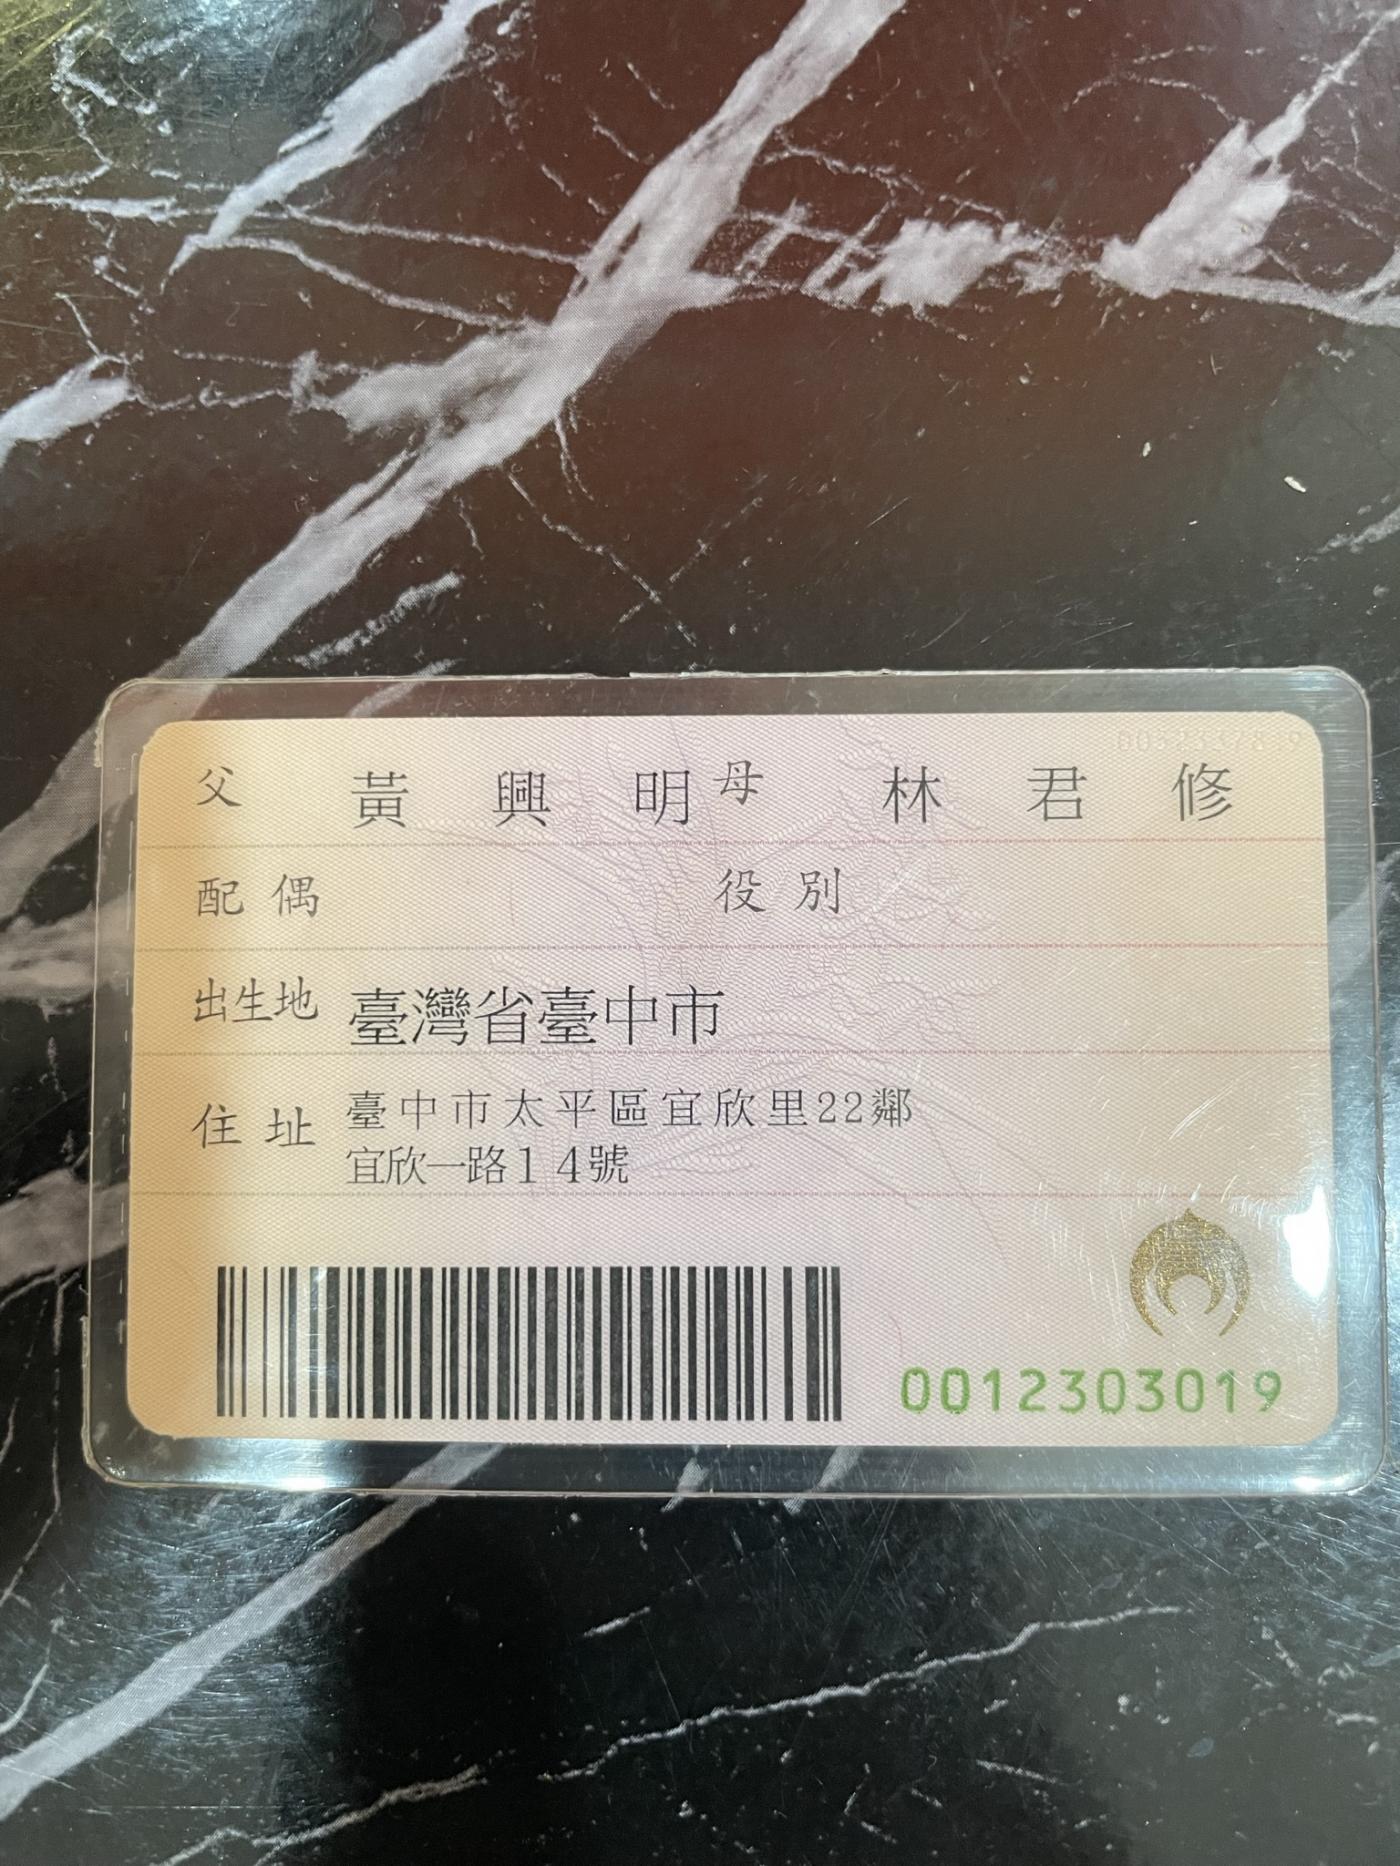 父 黃興明 母 林君修
配偶 役別
出生地 臺灣省臺中市
住址 臺中市太平區宜欣里22鄰
宜欣一路14號
0012303019